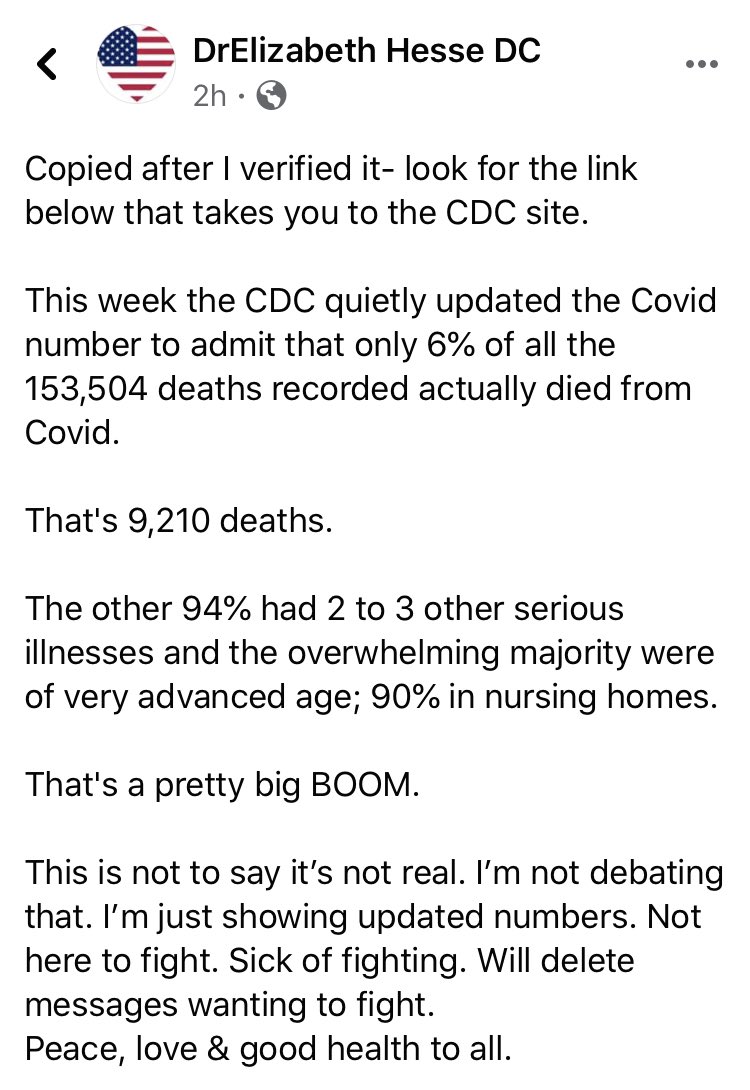 DrElizabeth Hesse DC
2h ·
Copied after I verified it- look for the link
below that takes you to the CDC site.
This week the CDC quietly updated the Covid
number to admit that only 6% of all the
153,504 deaths recorded actually died from
Covid.
That's 9,210 deaths.
The other 94% had 2 to 3 other serious
illnesses and the overwhelming majority were
of very advanced age; 90% in nursing homes.
That's a pretty big BOOM.
This is not to say it’s not real. I’m not debating
that. I’m just showing updated numbers. Not
here to fight. Sick of fighting. Will delete
messages wanting to fight.
Peace, love & good health to all.